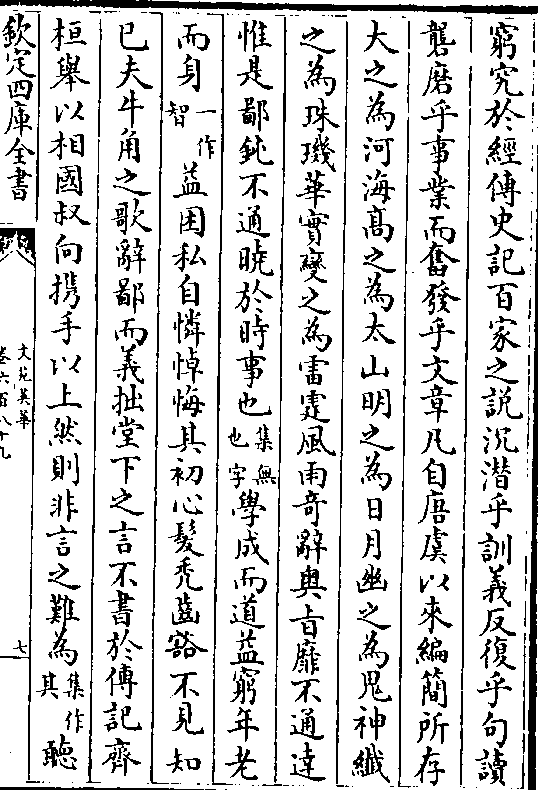 窮究於經傳史記百家之說沉潜乎訓義反復乎句讀
礱磨乎事業而奮發乎文章凡自唐虞以來編簡所存
大之為河海髙之為太山明之為日月幽之為鬼神纎
之為珠璣華實變之為雷霆風雨竒辭奥㫖靡不通逹
惟是鄙鈍不通曉於時事也集無也字學成而道益窮年老
而身一作智益困私自憐悼悔其初心髪秃齒豁不見知
已夫牛角之歌辭鄙而義拙堂下之言不書於傳記齊
桓舉以相國叔向携手以上然則非言之難為集作其聽
欽定四庫全書
文苑英華
卷六百八十九
七